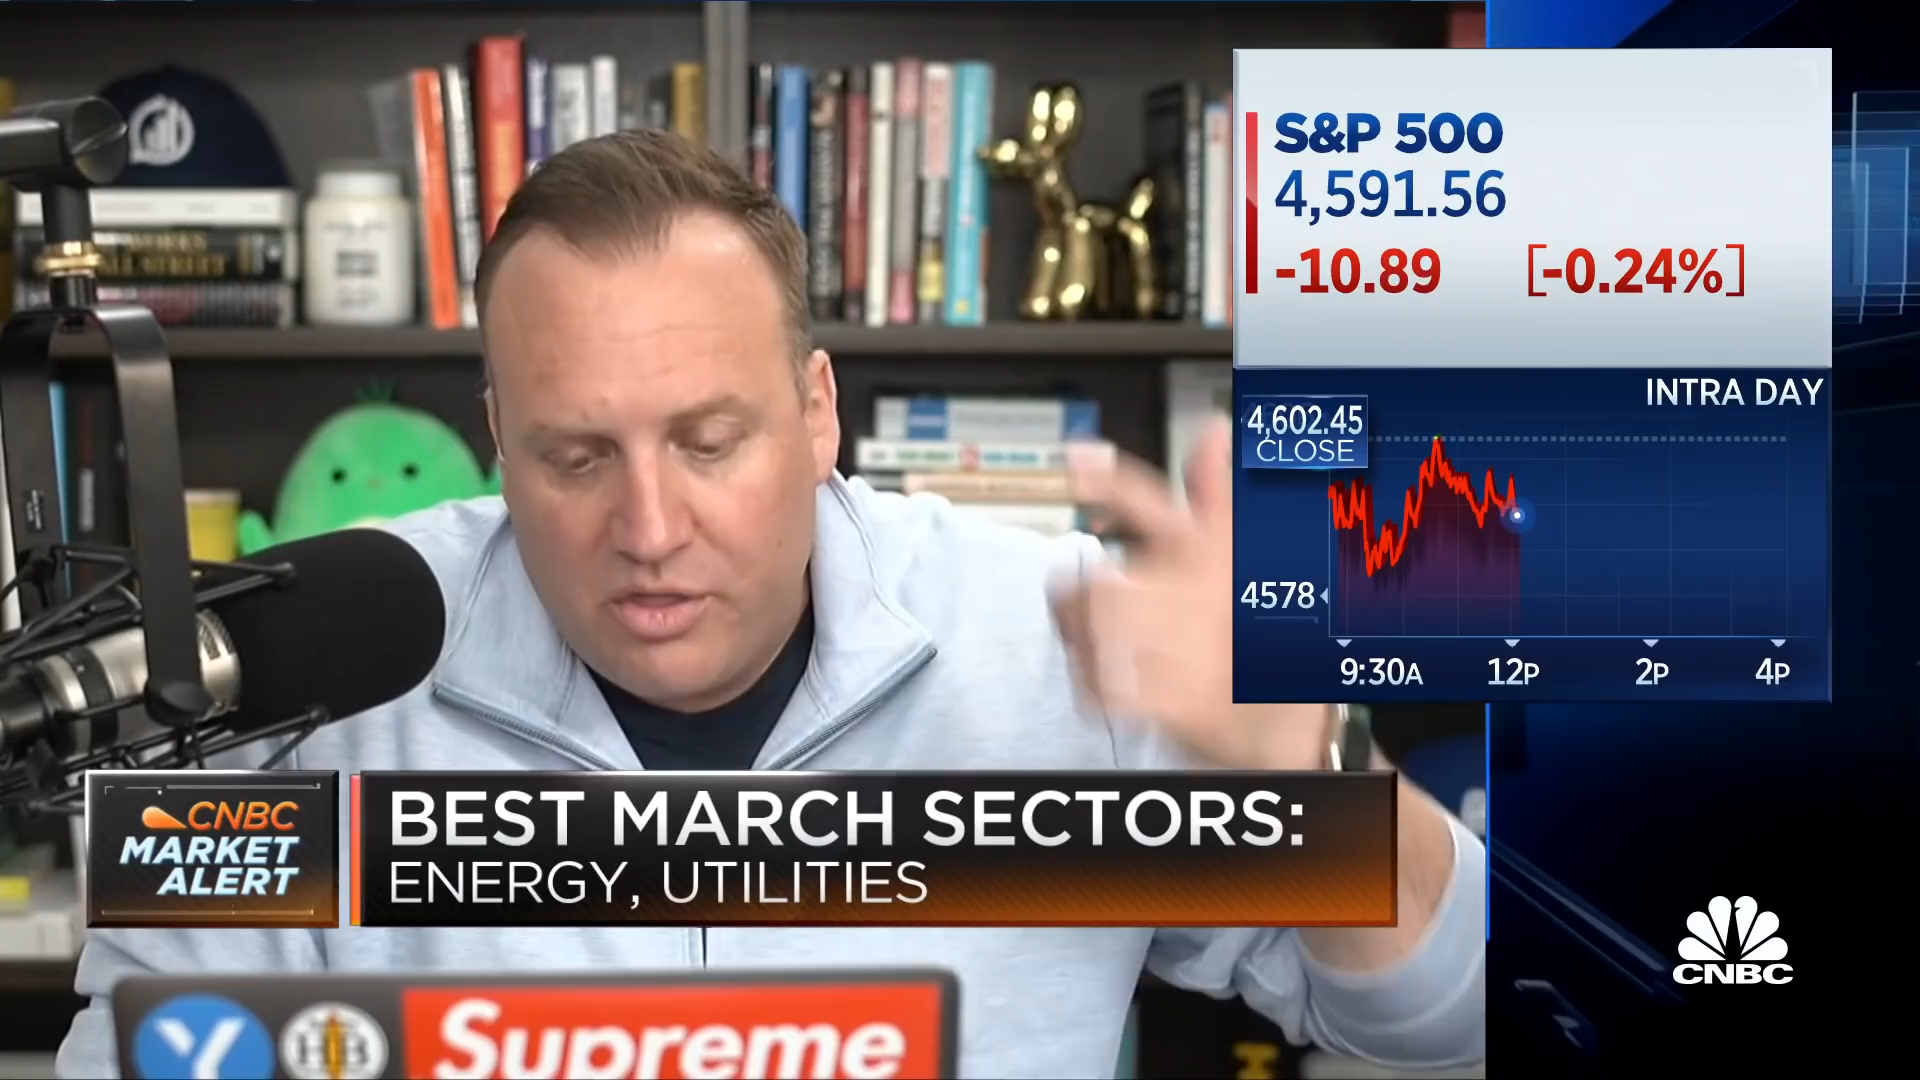 S&P 500
4,591.56
-10.89 [-0.24%]
INTRA DAY
4,602.45
CLOSE
4578
9:30A 12P 2P 4P
CNBC
MARKET
ALERT
BEST MARCH SECTORS:
ENERGY, UTILITIES
CNBC
Supreme